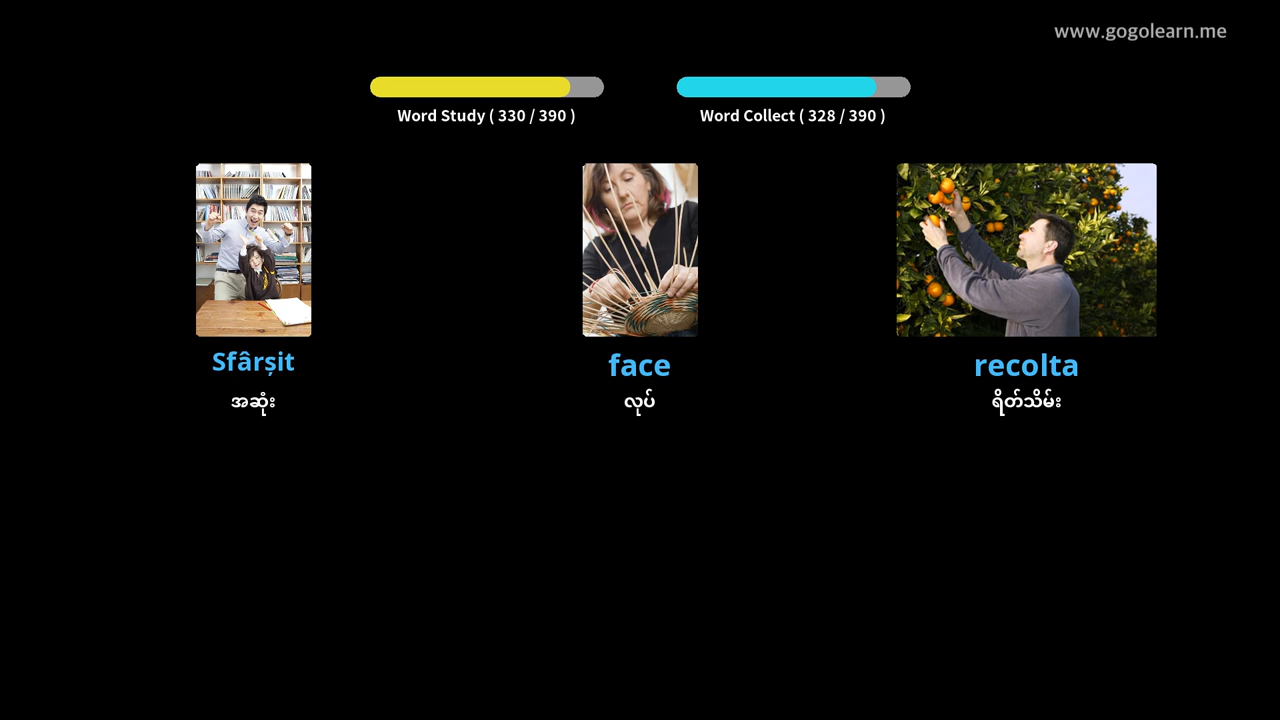 www.gogolearn.me
Word Study ( 330 / 390 )
Word Collect ( 328 / 390 )
Sfârșit
အဆုံး
face
လုပ်
recolta
ရိတ်သိမ်း